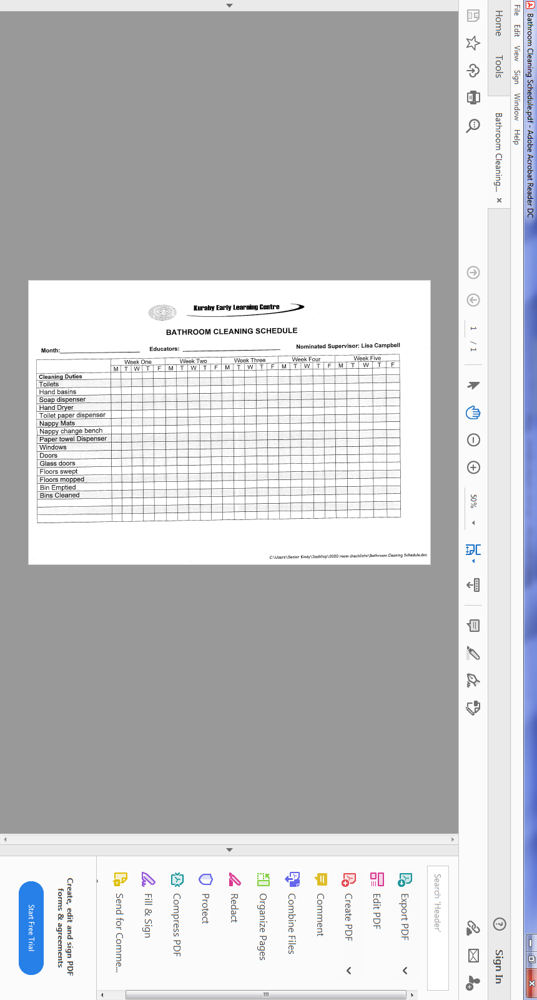 Bathroom Cleaning Schedule.pdf - Adobe Acrobat Reader DC
File Edit View Sign Window Help
Home Tools Bathroom Cleaning... × Sign In
1 / 1 50%
Kuraby Early Learning Centre
BATHROOM CLEANING SCHEDULE
Month:____ Educators: ____ Nominated Supervisor: Lisa Campbell
Week One Week Two Week Three Week Four Week Five
M T W T F M T W T F M T W T F M T W T F M T W T F
Cleaning Duties
Toilets
Hand basins
Soap dispenser
Hand Dryer
Toilet paper dispenser
Nappy Mats
Nappy change bench
Paper towel Dispenser
Windows
Doors
Glass doors
Floors swept
Floors mopped
Bin Emptied
Bins Cleaned
C:\Users\Senior Kindy\Desktop\2020 room checklists\Bathroom Cleaning Schedule.doc
Search 'Header'
Export PDF
Edit PDF
Create PDF
Comment
Combine Files
Organize Pages
Redact
Protect
Compress PDF
Fill & Sign
Send for Comme...
Create, edit and sign PDF
forms & agreements
Start Free Trial